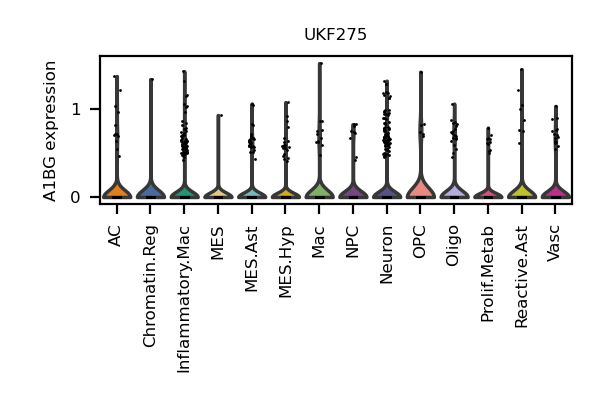 UKF275
A1BG expression
1
0
AC
Chromatin.Reg
Inflammatory.Mac
MES
MES.Ast
MES.Hyp
Mac
NPC
Neuron
OPC
Oligo
Prolif.Metab
Reactive.Ast
Vasc